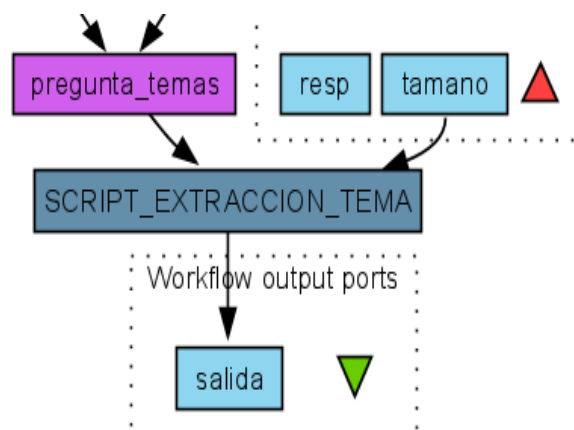 pregunta_temas
resp
tamano
SCRIPT_EXTRACCION_TEMA
Workflow output ports
salida